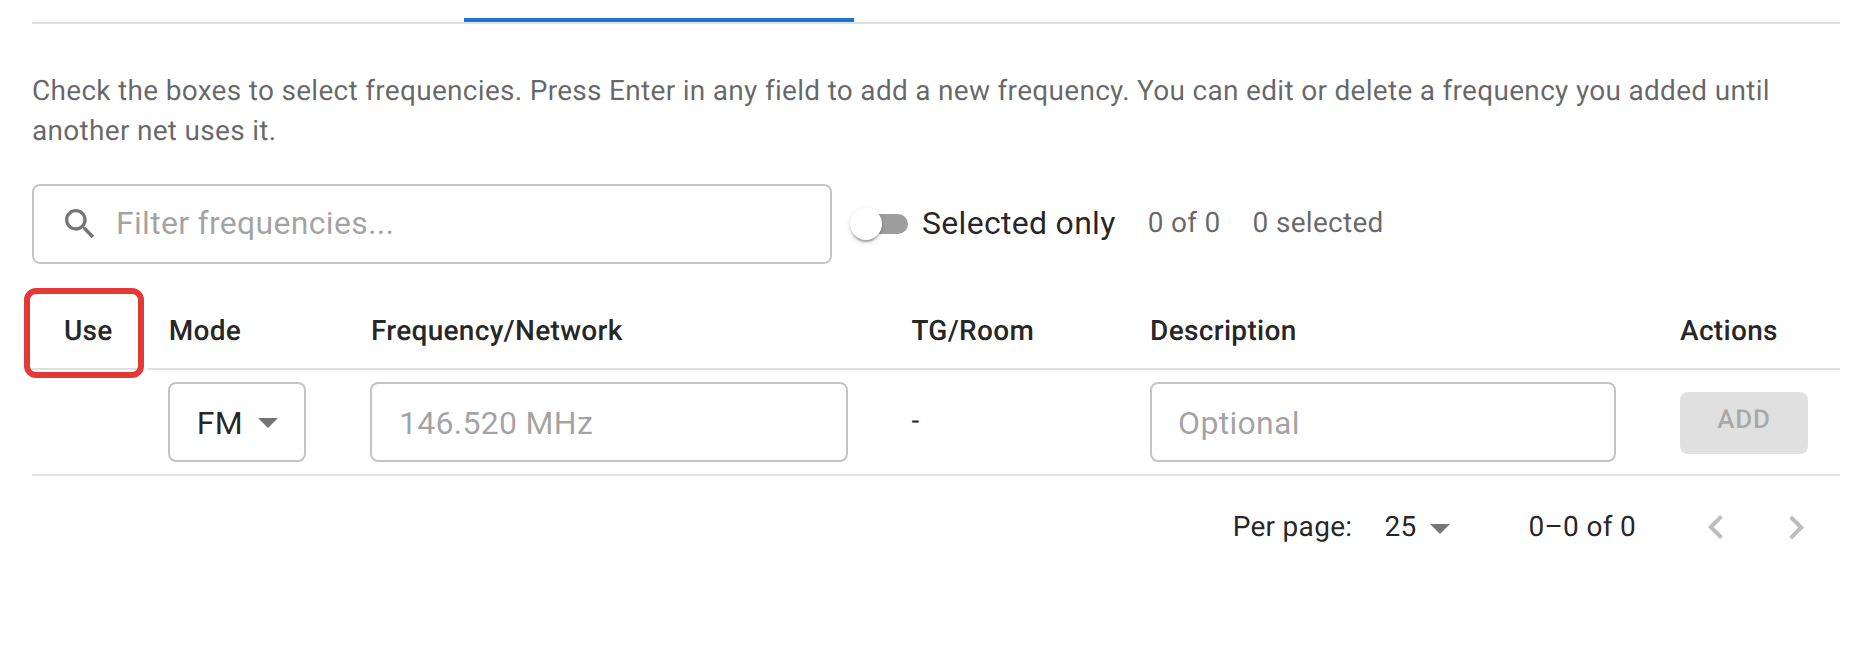 Check the boxes to select frequencies. Press Enter in any field to add a new frequency. You can edit or delete a frequency you added until
another net uses it.
Filter frequencies... Selected only 0 of 0 0 selected
Use Mode Frequency/Network TG/Room Description Actions
FM 146.520 MHz - Optional ADD
Per page: 25 0–0 of 0